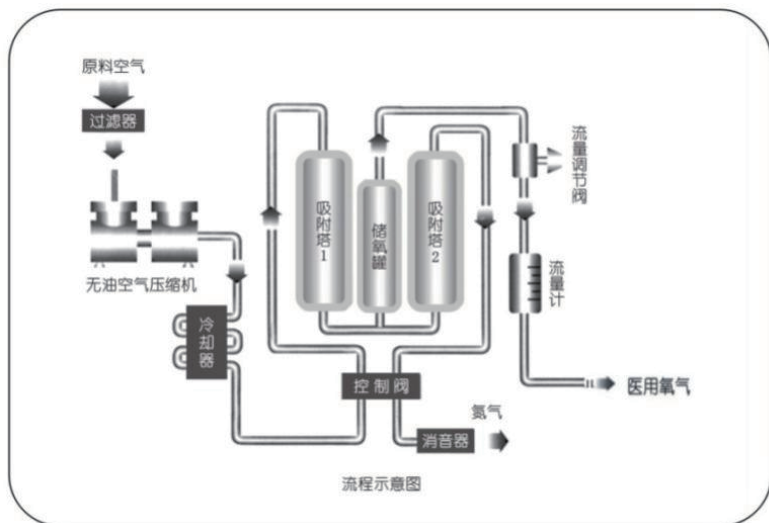 原料空气
过滤器
无油空气压缩机
冷却器
吸附塔1
储氧罐
吸附塔2
控制阀
消音器
氮气
流量调节阀
流量计
医用氧气
流程示意图